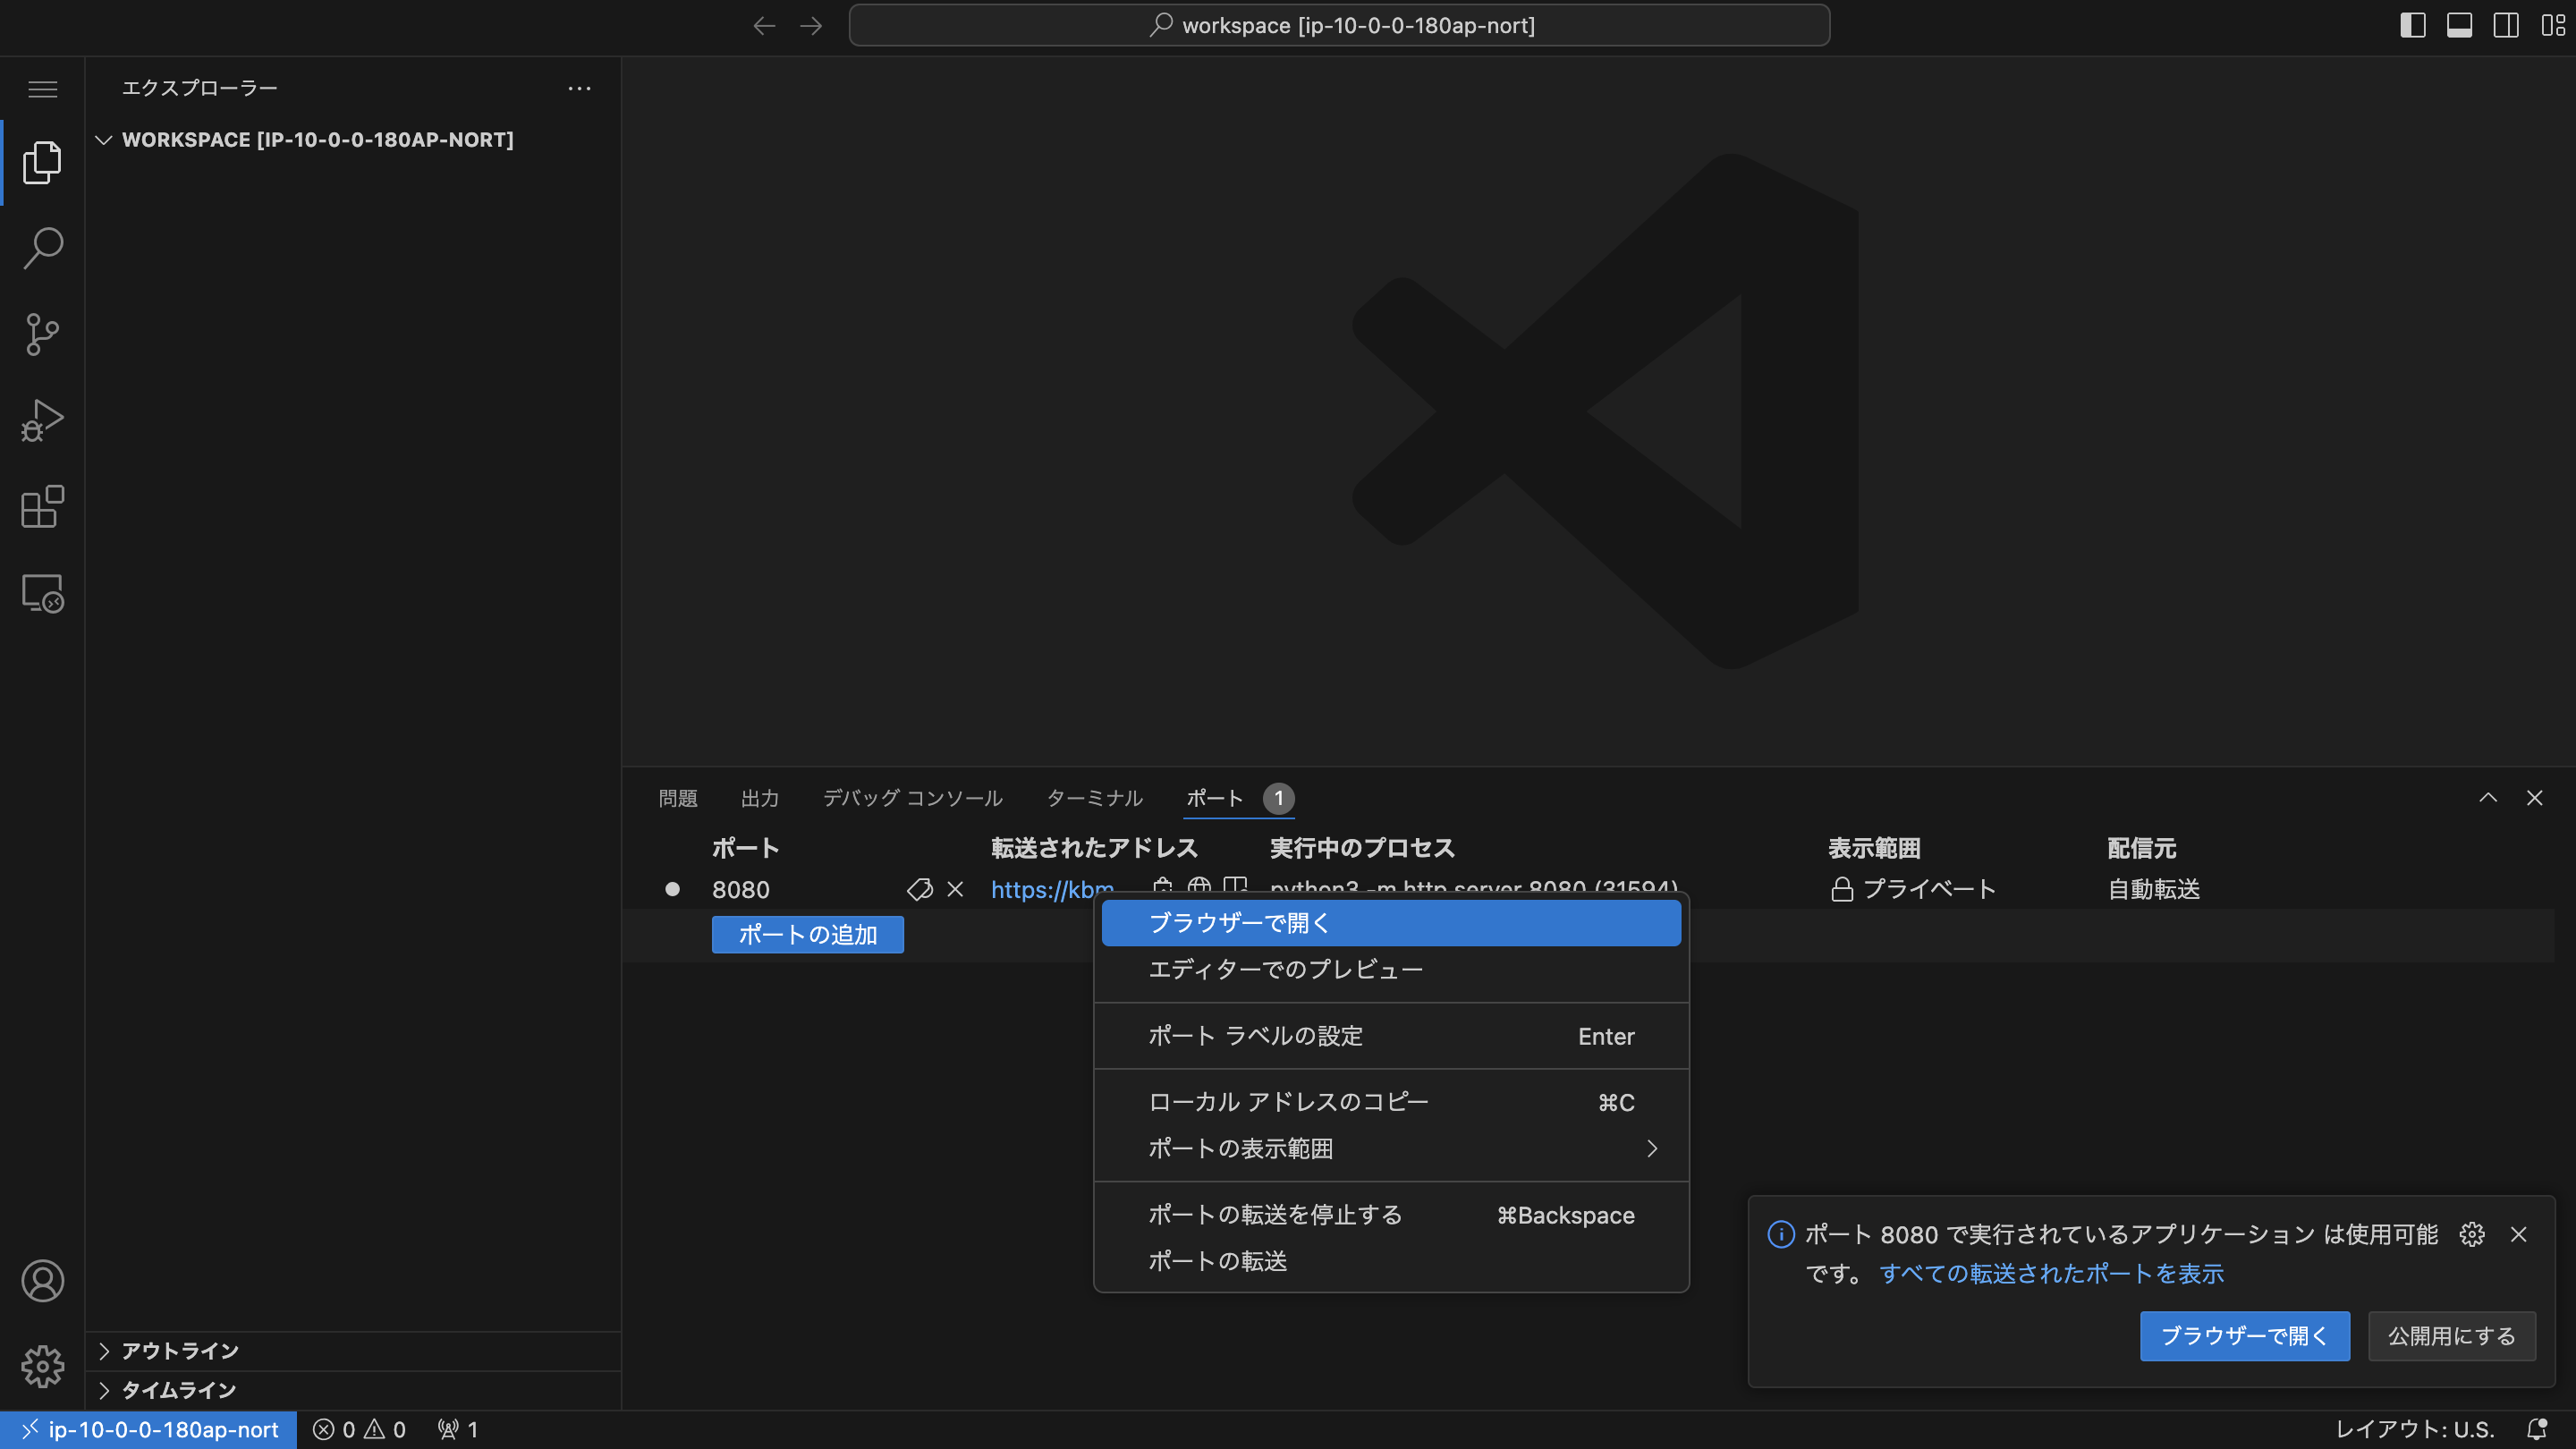 workspace [ip-10-0-0-180ap-nort]
エクスプローラー
WORKSPACE [IP-10-0-0-180AP-NORT]
問題 出力 デバッグ コンソール ターミナル ポート 1
ポート 転送されたアドレス 実行中のプロセス 表示範囲 配信元
8080 https://kbm python3 -m http.server 8080 (31594) プライベート 自動転送
ポートの追加
ブラウザーで開く
エディターでのプレビュー
ポート ラベルの設定 Enter
ローカル アドレスのコピー ⌘C
ポートの表示範囲
ポートの転送を停止する ⌘Backspace
ポートの転送
ポート 8080 で実行されているアプリケーション は使用可能
です。 すべての転送されたポートを表示
ブラウザーで開く 公開用にする
アウトライン
タイムライン
ip-10-0-0-180ap-nort 0 0 1 レイアウト: U.S.